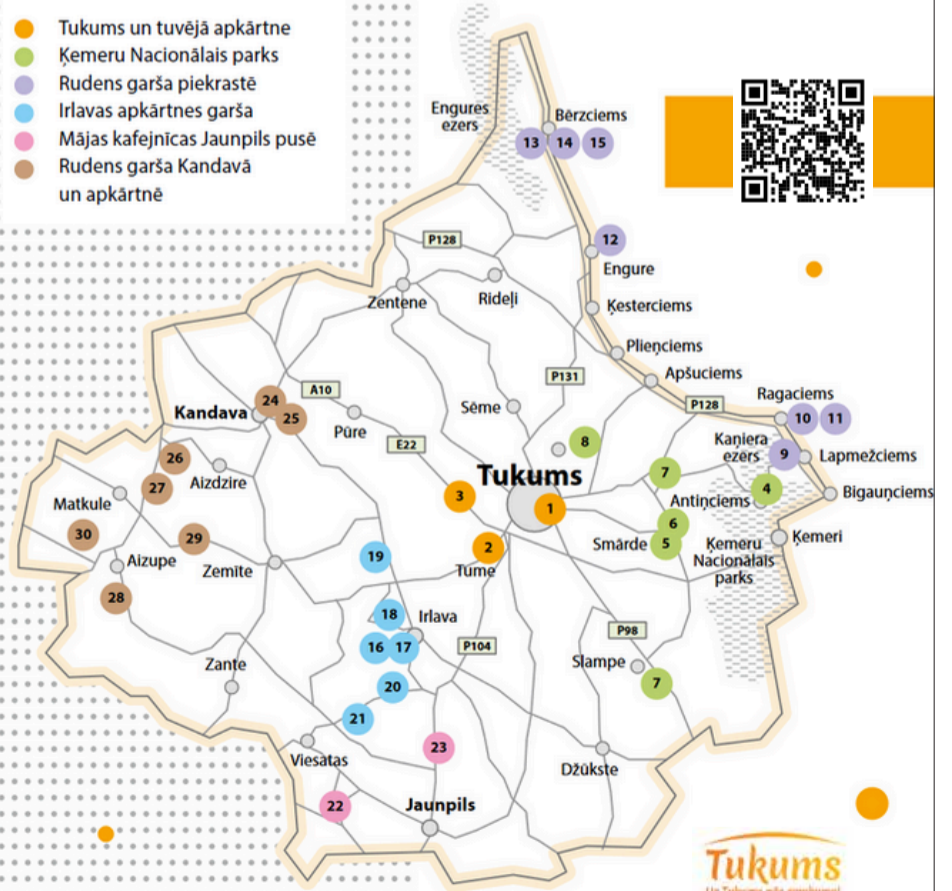 Tukums un tuvējā apkārtne
Ķemeru Nacionālais parks
Rudens garša piekrastē
Irlavas apkārtnes garša
Mājas kafejnīcas Jaunpils pusē
Rudens garša Kandavā
un apkārtnē
Engures
ezers
Bērzciems
13 14 15
12
P128
Engure
Zentene
Rideļi
Ķesterciems
Plieņciems
P131
Apšuciems
A10
P128
Ragaciems
24
Kandava
25
Pūre
Sēme
10 11
E22
8
Kaņiera
ezers
9
Lapmežciems
26
Aizdzire
Tukums
7
4
27
3
1
Antiņciems
Bigauņciems
Matkule
6
30
29
2
Smārde
5
Ķemeru
Nacionālais
parks
Ķemeri
Aizupe
Zemīte
19
Tume
28
18
Irlava
P98
16 17
P104
Zante
Slampe
7
20
21
23
Viesatas
Džūkste
22
Jaunpils
Tukums